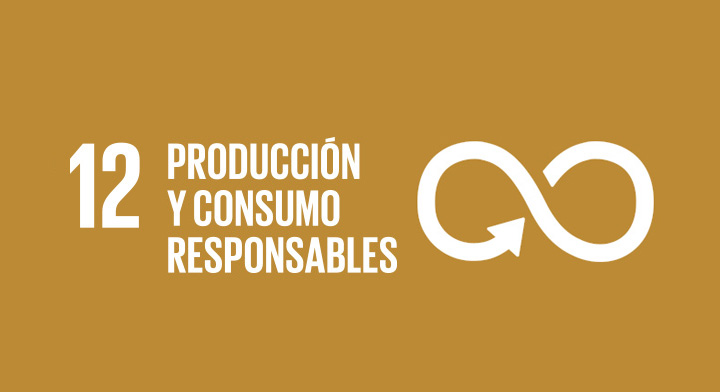 12
PRODUCCIÓN
Y CONSUMO
RESPONSABLES